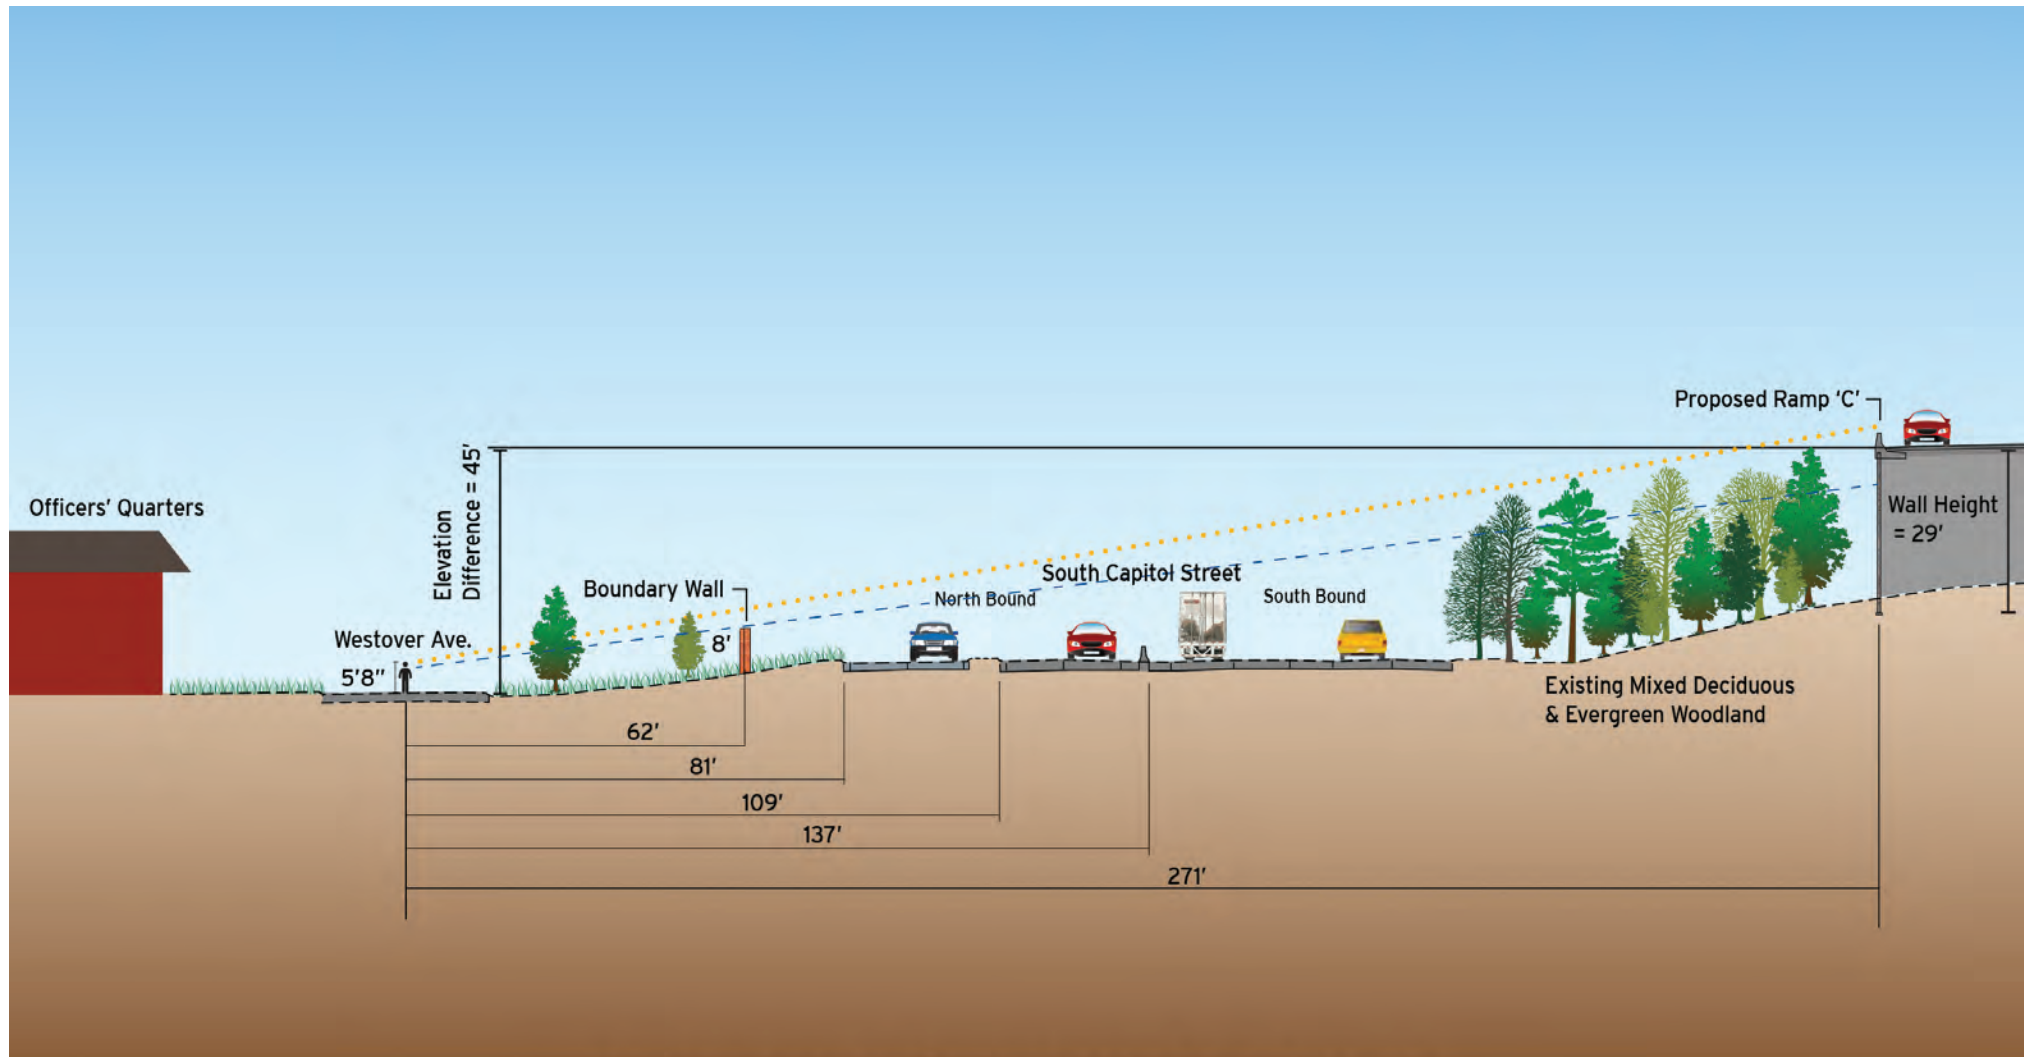 Proposed Ramp ‘C’
Elevation
Difference = 45’
Officers’ Quarters
Wall Height
= 29’
Boundary Wall
South Capitol Street
North Bound
South Bound
Westover Ave.
8’
5’8”
Existing Mixed Deciduous
& Evergreen Woodland
62’
81’
109’
137’
271’